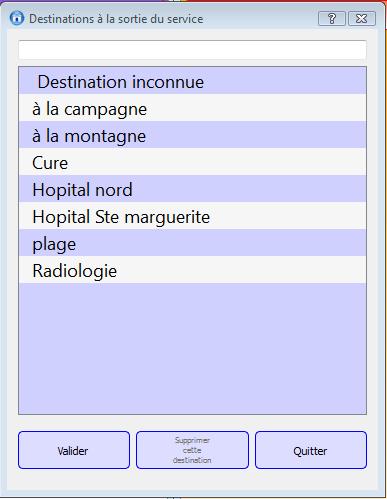 Destinations à la sortie du service
?
Destination inconnue
à la campagne
à la montagne
Cure
Hopital nord
Hopital Ste marguerite
plage
Radiologie
Valider
Supprimer
cette
destination
Quitter